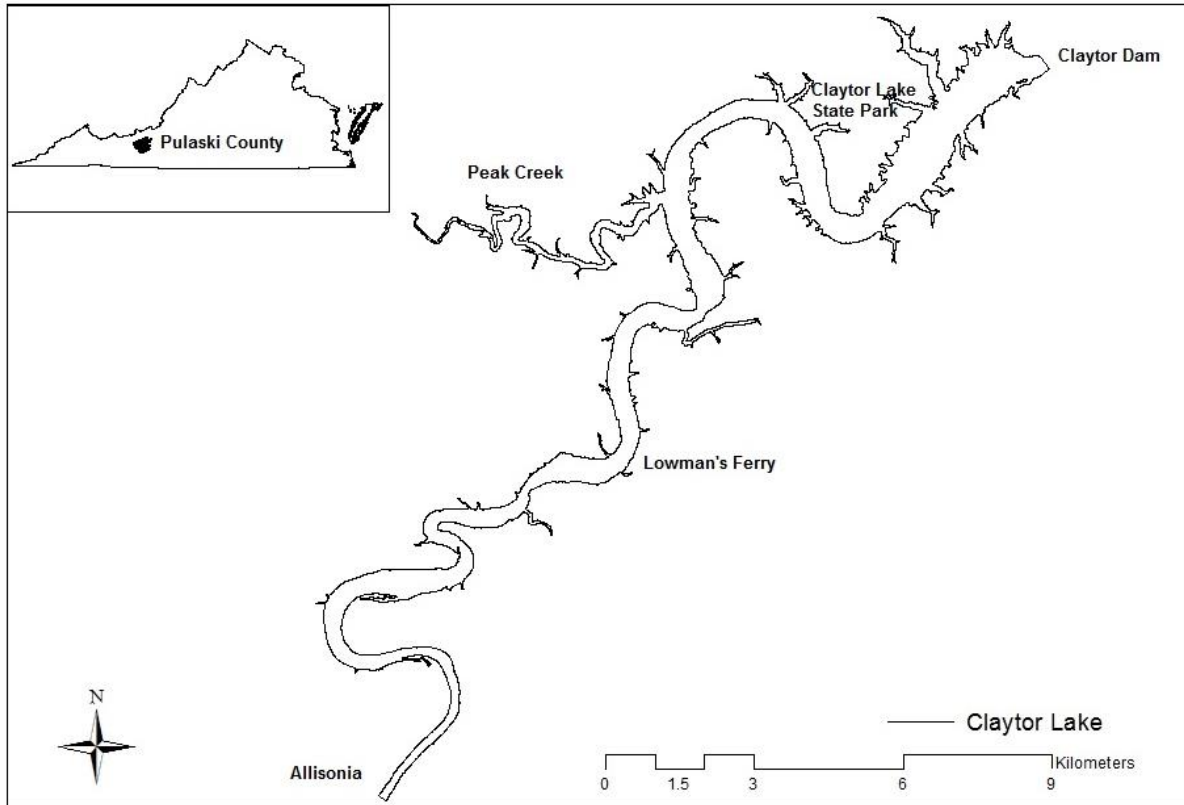 Claytor Dam
Claytor Lake
State Park
Pulaski County
Peak Creek
Lowman's Ferry
N
Claytor Lake
Allisonia
Kilometers
0 1.5 3 6 9